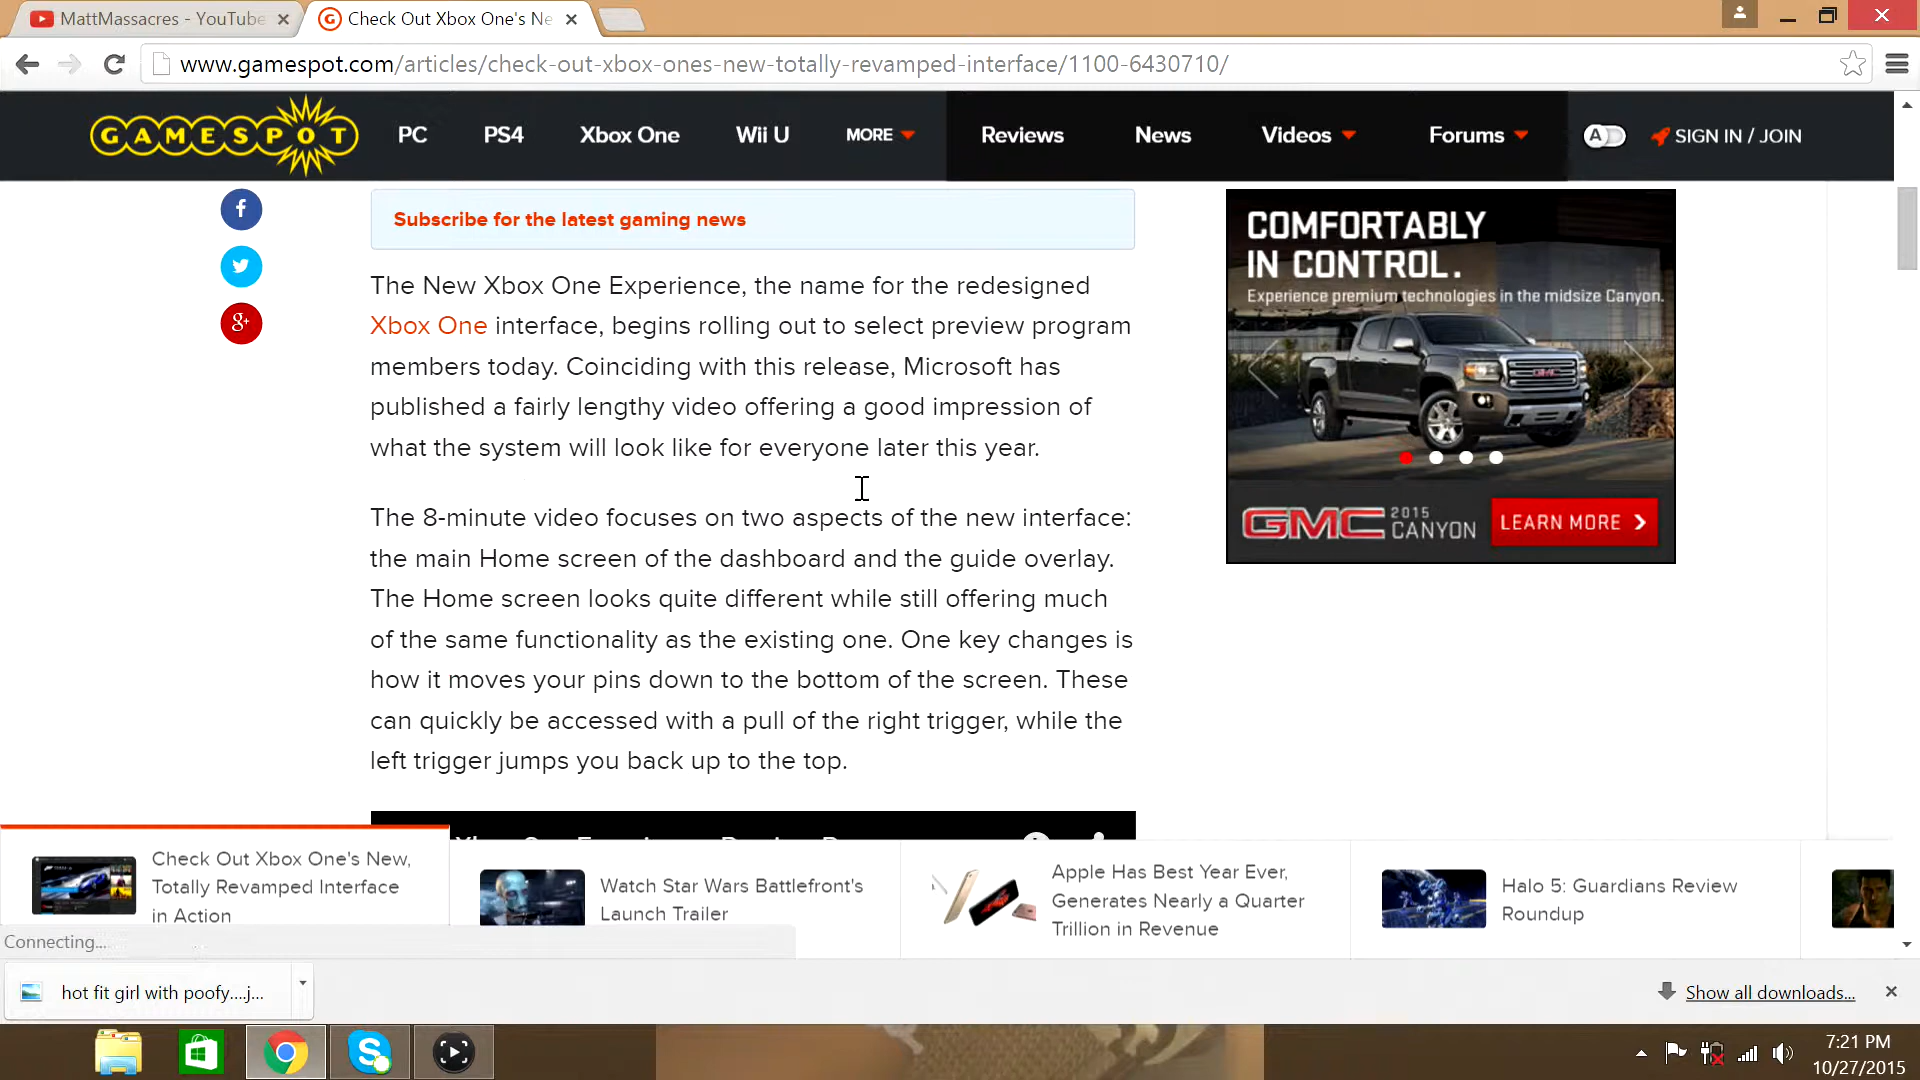 MattMassacres - YouTube
Check Out Xbox One's Ne
www.gamespot.com/articles/check-out-xbox-ones-new-totally-revamped-interface/1100-6430710/
GAMESPOT
PC
PS4
Xbox One
Wii U
MORE
Reviews
News
Videos
Forums
A
SIGN IN / JOIN
Subscribe for the latest gaming news
The New Xbox One Experience, the name for the redesigned
Xbox One interface, begins rolling out to select preview program
members today. Coinciding with this release, Microsoft has
published a fairly lengthy video offering a good impression of
what the system will look like for everyone later this year.
The 8-minute video focuses on two aspects of the new interface:
the main Home screen of the dashboard and the guide overlay.
The Home screen looks quite different while still offering much
of the same functionality as the existing one. One key changes is
how it moves your pins down to the bottom of the screen. These
can quickly be accessed with a pull of the right trigger, while the
left trigger jumps you back up to the top.
COMFORTABLY
IN CONTROL.
Experience premium technologies in the midsize Canyon.
GMC 2015 CANYON
LEARN MORE
Check Out Xbox One's New,
Totally Revamped Interface
in Action
Watch Star Wars Battlefront's
Launch Trailer
Apple Has Best Year Ever,
Generates Nearly a Quarter
Trillion in Revenue
Halo 5: Guardians Review
Roundup
Connecting...
hot fit girl with poofy....j...
Show all downloads...
7:21 PM
10/27/2015